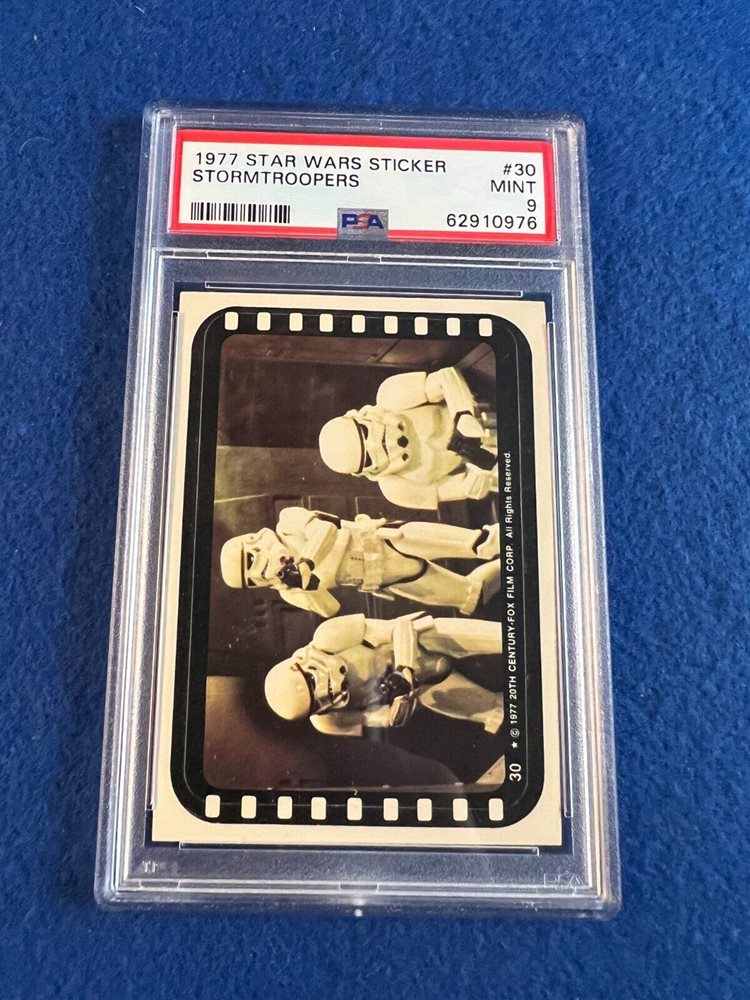 1977 STAR WARS STICKER #30
STORMTROOPERS MINT
9
PSA 62910976
30 ★ © 1977 20TH CENTURY-FOX FILM CORP. All Rights Reserved.